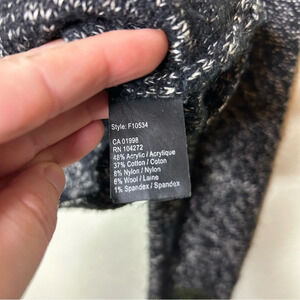 Style: F10534
CA 01998
RN 104272
48% Acrylic / Acrylique
37% Cotton / Coton
8% Nylon / Nylon
6% Wool / Laine
1% Spandex / Spandex